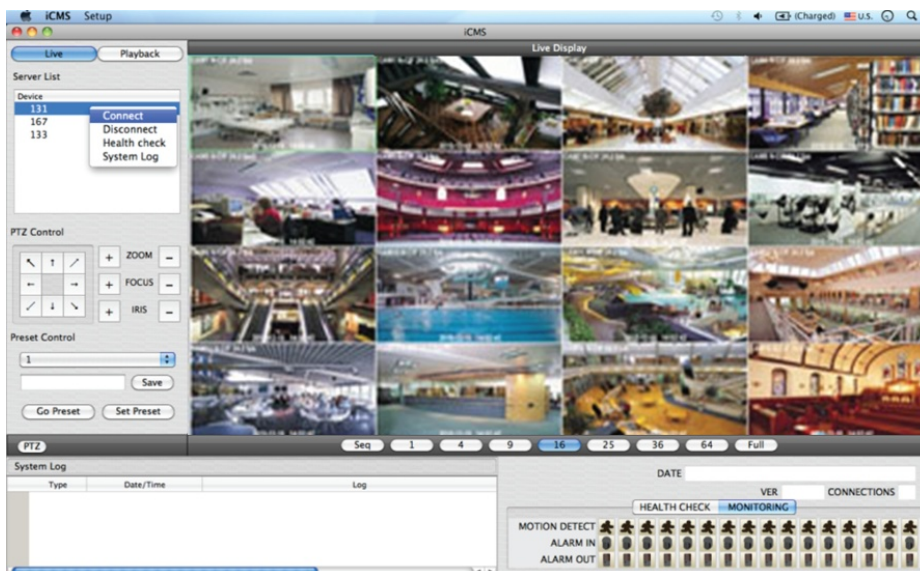 iCMS Setup (Charged) U.S.
iCMS
Live Playback
Live Display
Server List
Device
131
167
133
Connect
Disconnect
Health check
System Log
PTZ Control
+ ZOOM –
+ FOCUS –
+ IRIS –
Preset Control
1
Save
Go Preset Set Preset
PTZ
Seq 1 4 9 16 25 36 64 Full
System Log
Type Date/Time Log
DATE
VER CONNECTIONS
HEALTH CHECK MONITORING
MOTION DETECT
ALARM IN
ALARM OUT